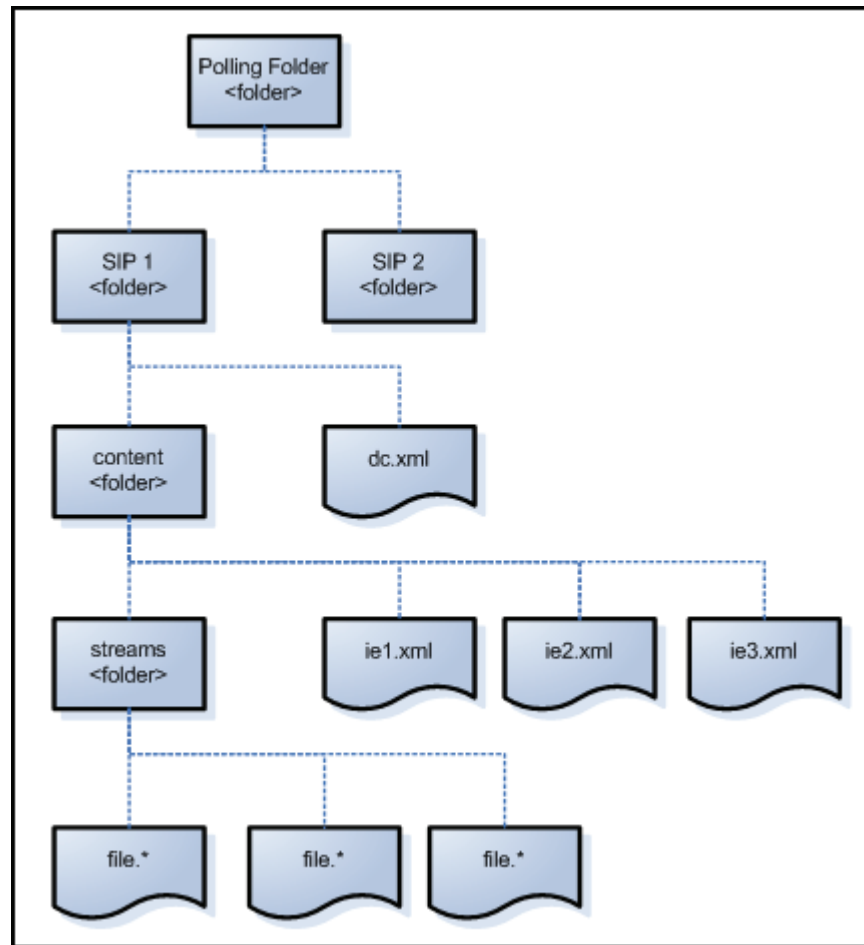 Polling Folder
<folder>
SIP 1
<folder>
SIP 2
<folder>
content
<folder>
dc.xml
streams
<folder>
ie1.xml
ie2.xml
ie3.xml
file.*
file.*
file.*